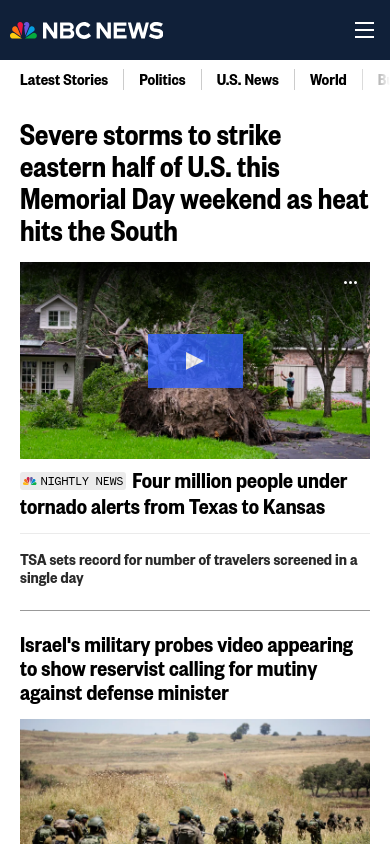 NBC NEWS
Latest Stories
Politics
U.S. News
World
Severe storms to strike
eastern half of U.S. this
Memorial Day weekend as heat
hits the South
NIGHTLY NEWS Four million people under
tornado alerts from Texas to Kansas
TSA sets record for number of travelers screened in a
single day
Israel's military probes video appearing
to show reservist calling for mutiny
against defense minister